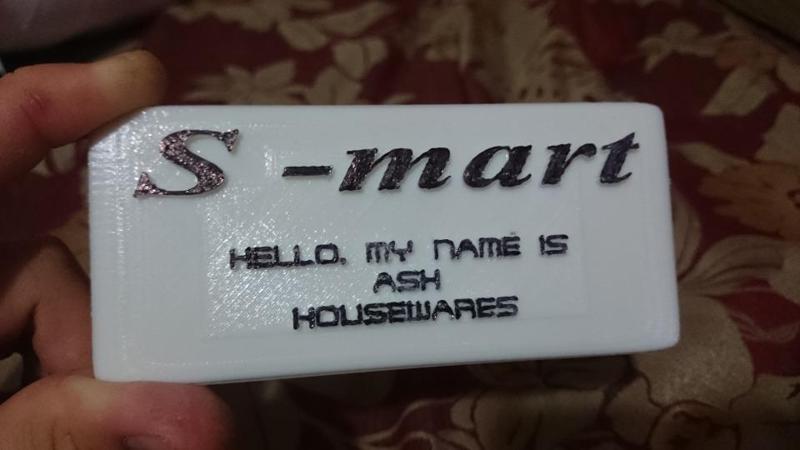 S-mart
HELLO, MY NAME IS
ASH
HOUSEWARES